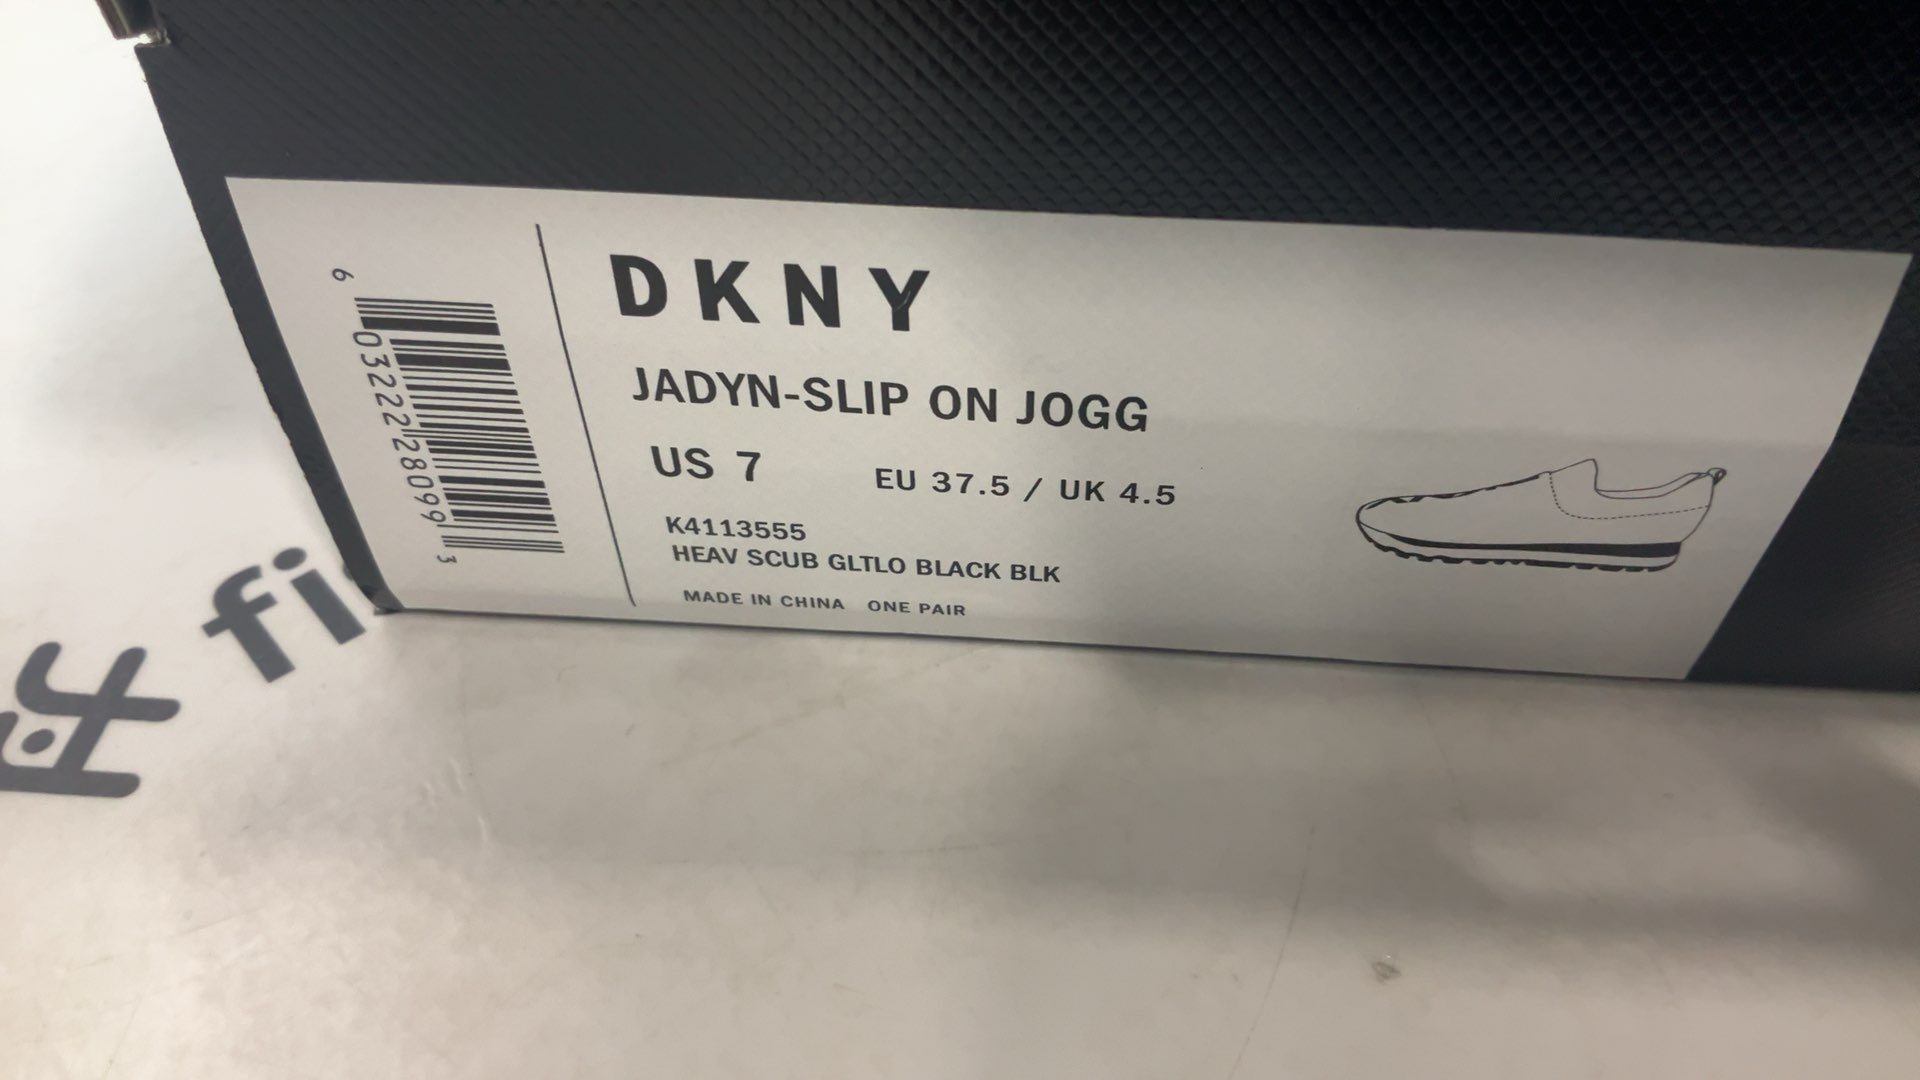 DKNY
JADYN-SLIP ON JOGG
US 7 EU 37.5 / UK 4.5
K4113555
HEAV SCUB GLTLO BLACK BLK
MADE IN CHINA ONE PAIR
6 03222 28099 3